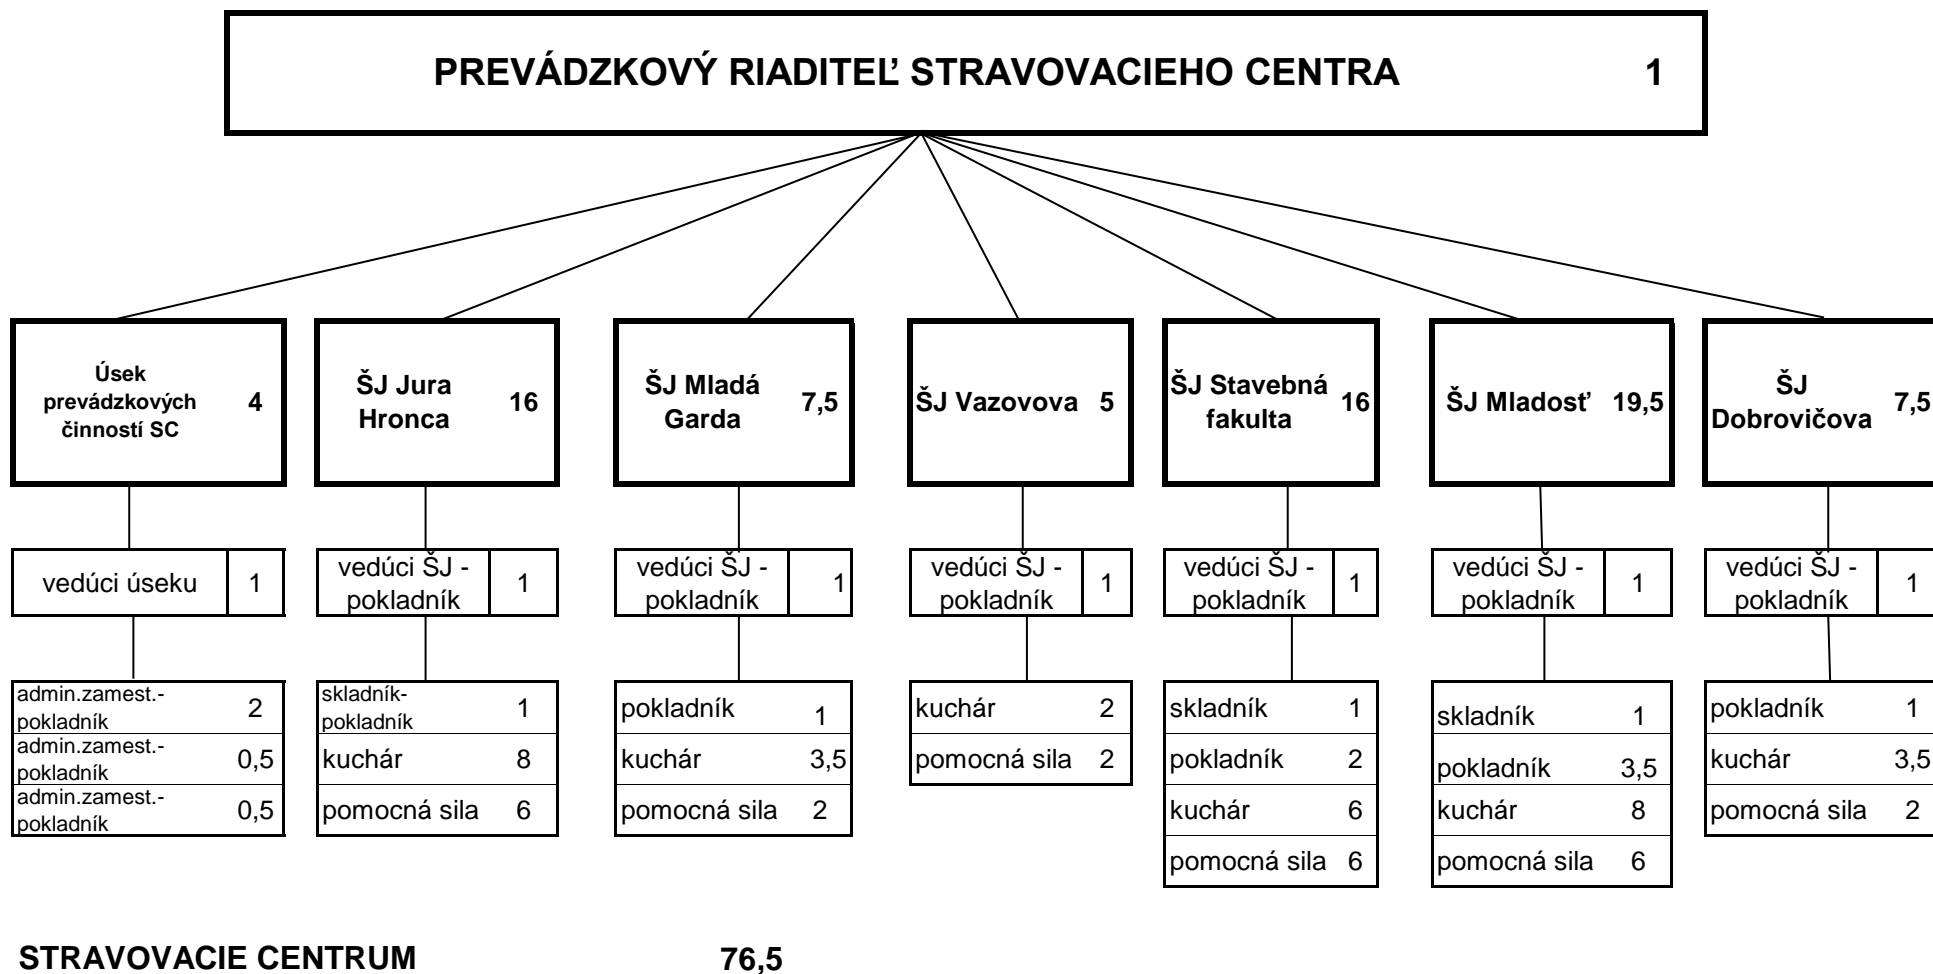 PREVÁDZKOVÝ RIADITEĽ STRAVOVACIEHO CENTRA 1
Úsek
prevádzkových
činností SC
4
ŠJ Jura
Hronca
16
ŠJ Mladá
Garda
7,5
ŠJ Vazovova 5
ŠJ Stavebná
fakulta
16
ŠJ Mladosť 19,5
ŠJ
Dobrovičova
7,5
vedúci úseku 1
vedúci ŠJ -
pokladník
1
vedúci ŠJ -
pokladník
1
vedúci ŠJ -
pokladník
1
vedúci ŠJ -
pokladník
1
vedúci ŠJ -
pokladník
1
vedúci ŠJ -
pokladník
1
admin.zamest.-
pokladník
2
admin.zamest.-
pokladník
0,5
admin.zamest.-
pokladník
0,5
skladník-
pokladník
1
kuchár 8
pomocná sila 6
pokladník 1
kuchár 3,5
pomocná sila 2
kuchár 2
pomocná sila 2
skladník 1
pokladník 2
kuchár 6
pomocná sila 6
skladník 1
pokladník 3,5
kuchár 8
pomocná sila 6
pokladník 1
kuchár 3,5
pomocná sila 2
STRAVOVACIE CENTRUM 76,5